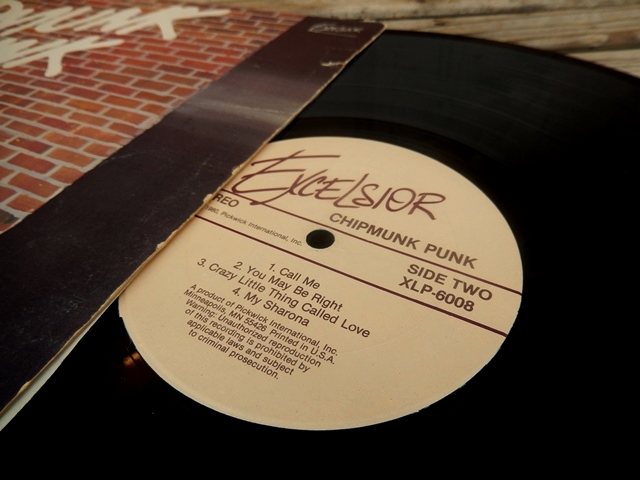 PUNK
EXCELSIOR
EXCELSIOR
REO
Pickwick International, Inc.
CHIPMUNK PUNK
SIDE TWO
XLP-6008
1. Call Me
2. You May Be Right
3. Crazy Little Thing Called Love
4. My Sharona
A product of Pickwick International, Inc.
Minneapolis, MN 55426 Printed in U.S.A.
Warning: Unauthorized reproduction
of this recording is prohibited by
applicable laws and subject
to criminal prosecution.